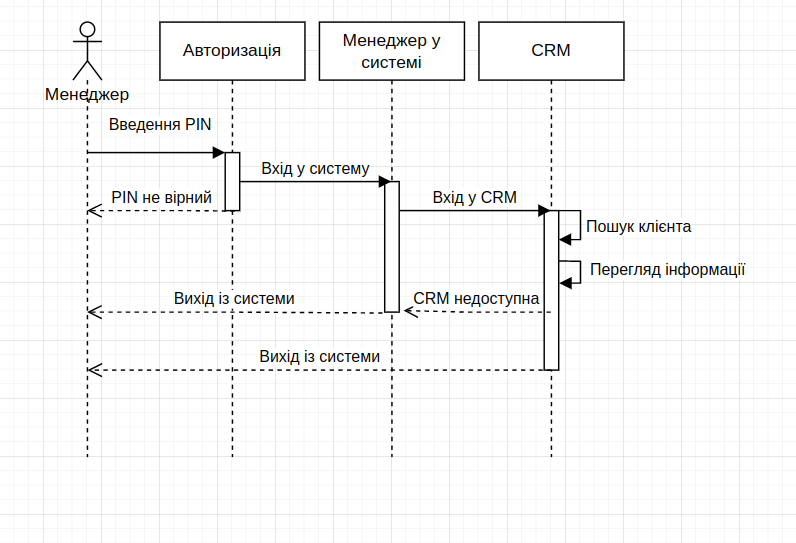 Авторизація
Менеджер у
системі
CRM
Менеджер
Введення PIN
Вхід у систему
PIN не вірний
Вхід у CRM
Пошук клієнта
Перегляд інформації
Вихід із системи
CRM недоступна
Вихід із системи